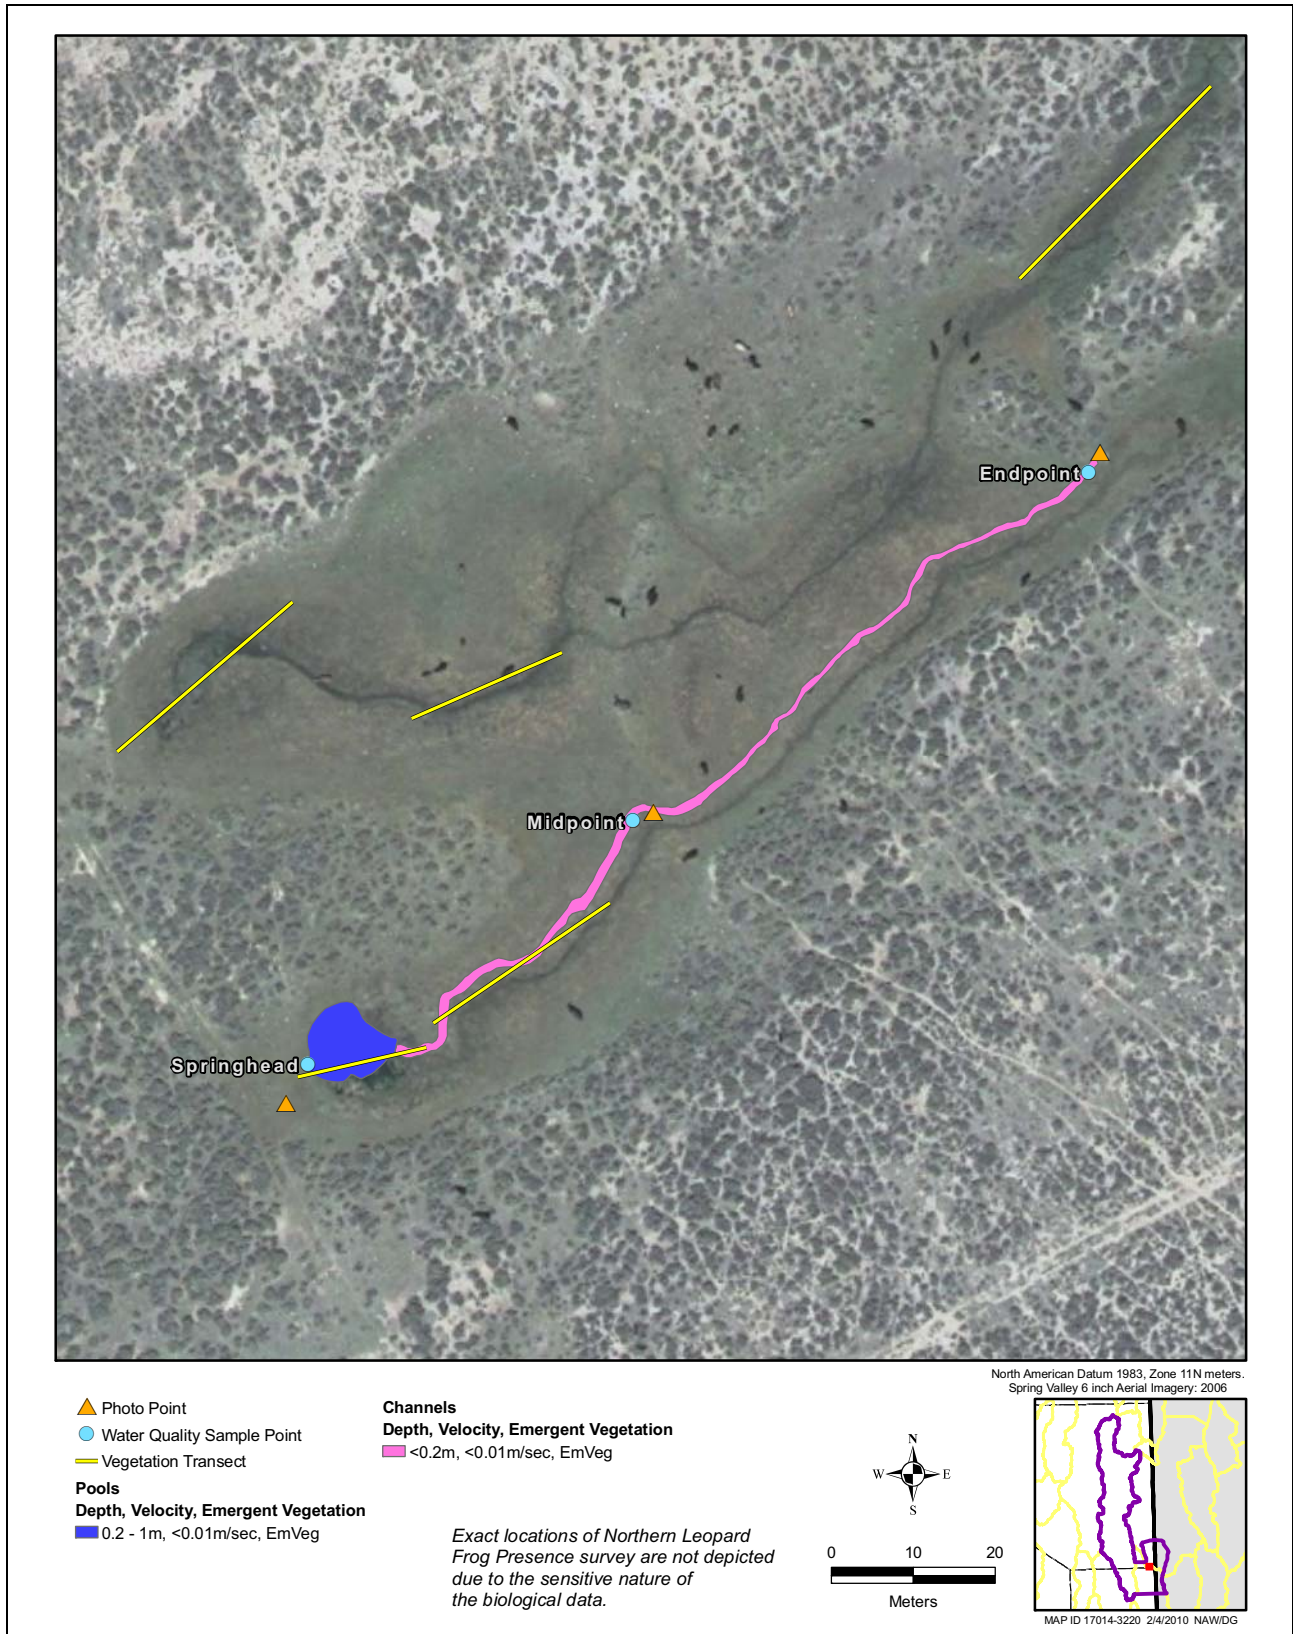 Endpoint
Midpoint
Springhead
North American Datum 1983, Zone 11N meters.
Spring Valley 6 inch Aerial Imagery: 2006
Photo Point
Water Quality Sample Point
Vegetation Transect
Pools
Depth, Velocity, Emergent Vegetation
0.2 - 1m, <0.01m/sec, EmVeg
Channels
Depth, Velocity, Emergent Vegetation
<0.2m, <0.01m/sec, EmVeg
Exact locations of Northern Leopard
Frog Presence survey are not depicted
due to the sensitive nature of
the biological data.
N
W E
S
0 10 20
Meters
MAP ID 17014-3220 2/4/2010 NAW/DG